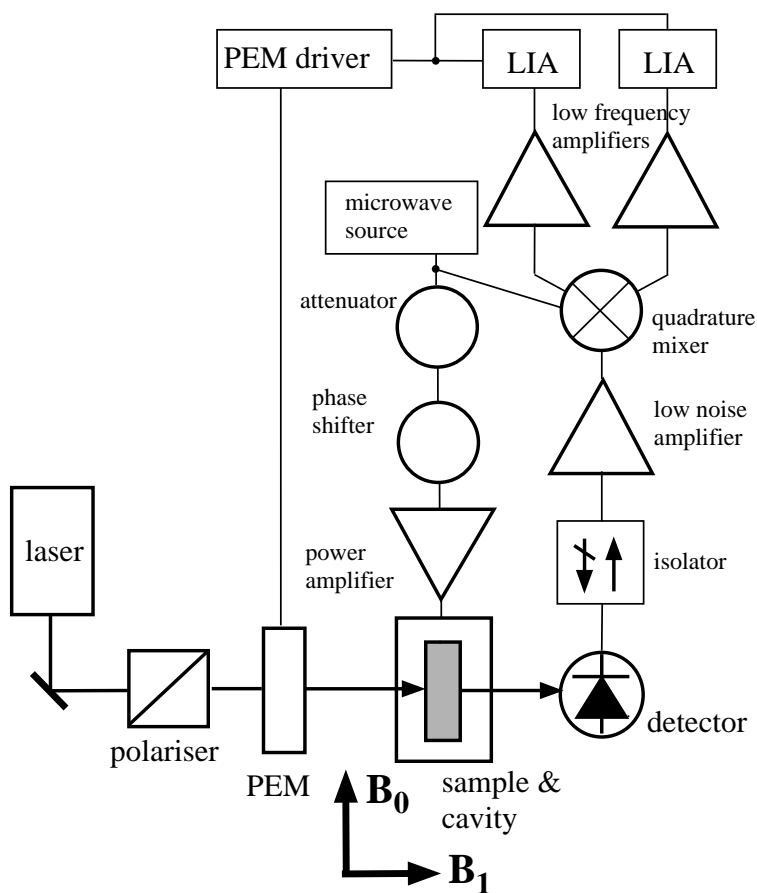 PEM driver
LIA
LIA
low frequency
amplifiers
microwave
source
attenuator
quadrature
mixer
phase
shifter
low noise
amplifier
laser
power
amplifier
isolator
polariser
detector
PEM
B0
sample &
cavity
B1